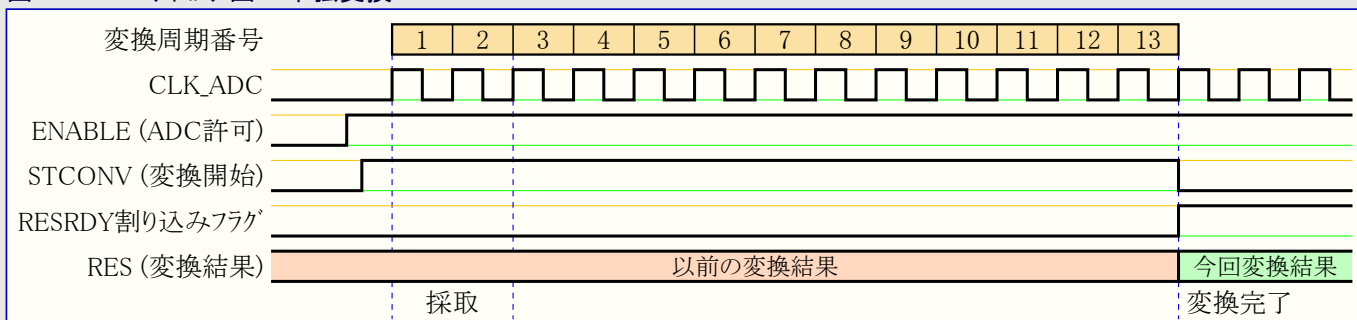 変換周期番号 1 2 3 4 5 6 7 8 9 10 11 12 13
CLK_ADC
ENABLE (ADC許可)
STCONV (変換開始)
RESRDY割り込みフラグ
RES (変換結果) 以前の変換結果 今回変換結果
採取 変換完了